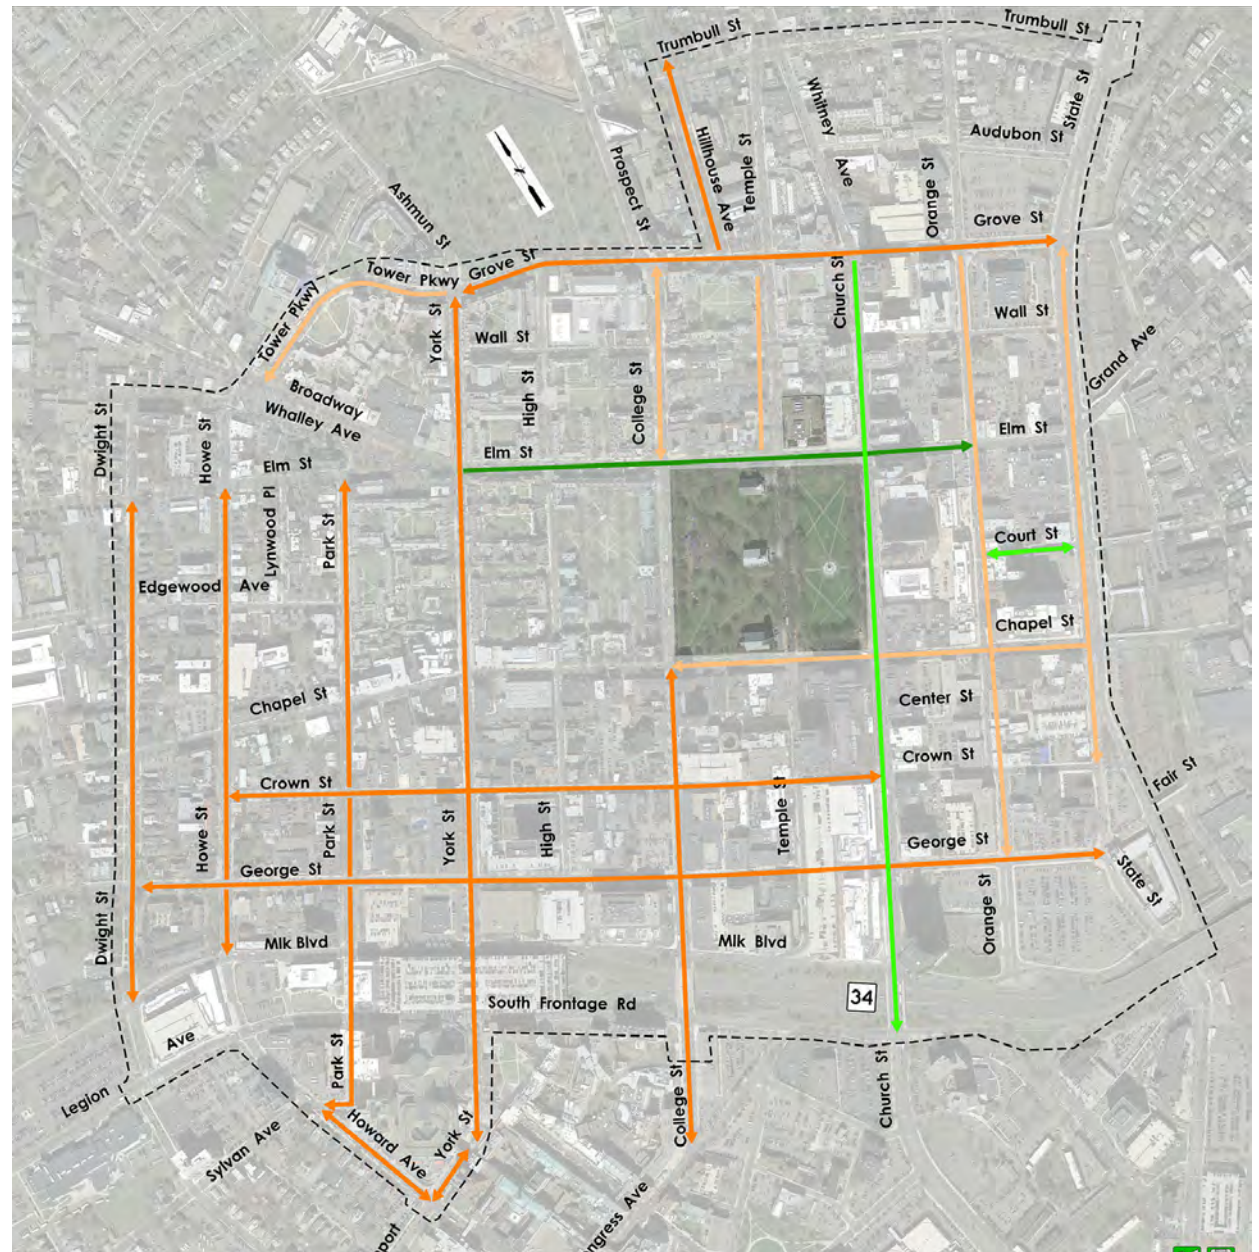 Trumbull St
Trumbull St
Whitney
Ave
State St
Audubon St
Hillhouse Ave
Temple St
Prospect St
Orange St
Grove St
Ashmun St
Tower Pkwy
Grove St
Church St
Tower Pkwy
York St
Wall St
Wall St
Grand Ave
Broadway
Whalley Ave
High St
College St
Dwight St
Howe St
Elm St
Elm St
Elm St
Lynwood Pl
Park St
Court St
Edgewood Ave
Chapel St
Chapel St
Center St
Crown St
Crown St
Fair St
Howe St
Park St
York St
High St
Temple St
George St
George St
State St
Dwight St
Mlk Blvd
Mlk Blvd
Orange St
South Frontage Rd
34
Ave
Legion
Park St
College St
Church St
Sylvan Ave
Howard Ave
York St
ngress Ave
port